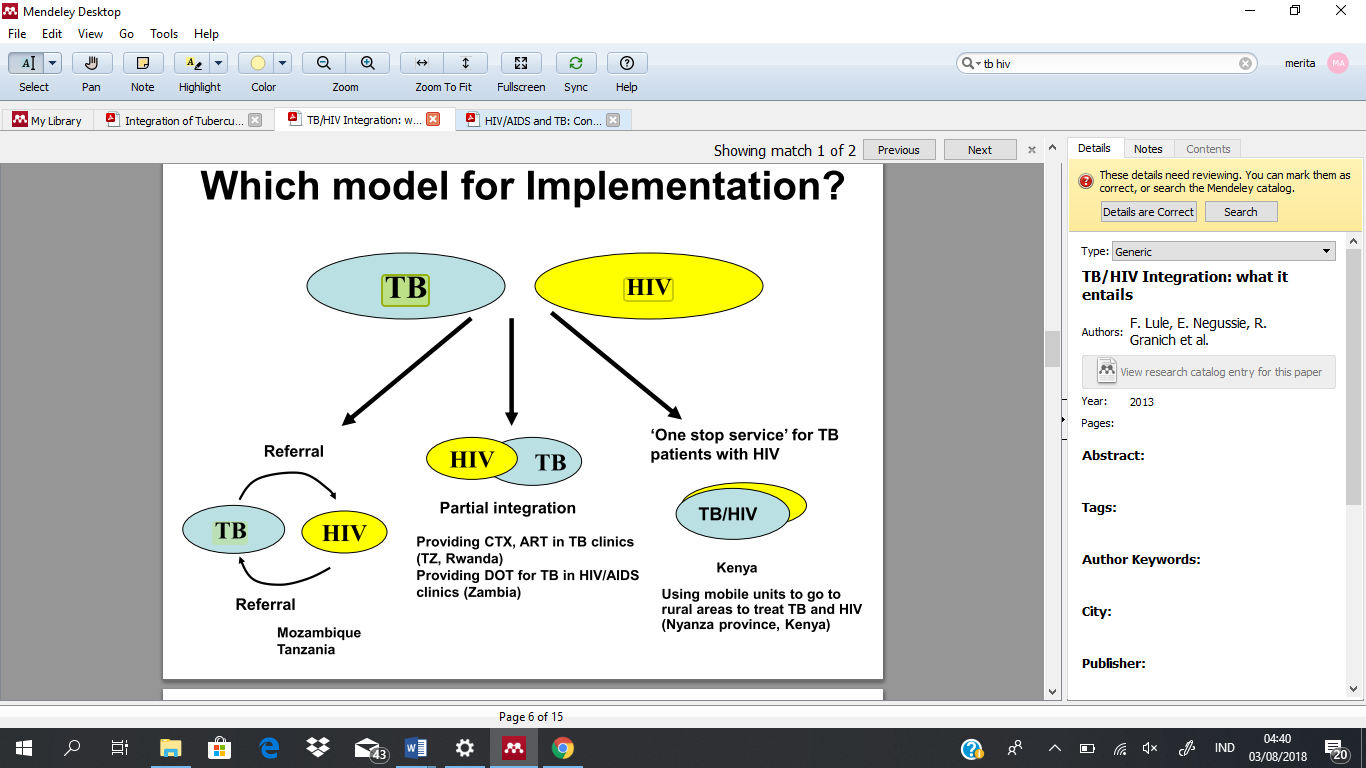 Mendeley Desktop
File Edit View Go Tools Help
tb hiv
merita MA
Select Pan Note Highlight Color Zoom Zoom To Fit Fullscreen Sync Help
My Library
Integration of Tubercu...
TB/HIV Integration: w...
HIV/AIDS and TB: Con...
Showing match 1 of 2 Previous Next
Which model for Implementation?
TB
HIV
Referral
TB HIV
Referral
Mozambique
Tanzania
HIV TB
Partial integration
Providing CTX, ART in TB clinics
(TZ, Rwanda)
Providing DOT for TB in HIV/AIDS
clinics (Zambia)
‘One stop service’ for TB
patients with HIV
TB/HIV
Kenya
Using mobile units to go to
rural areas to treat TB and HIV
(Nyanza province, Kenya)
Details Notes Contents
These details need reviewing. You can mark them as
correct, or search the Mendeley catalog.
Details are Correct Search
Type: Generic
TB/HIV Integration: what it
entails
Authors: F. Lule, E. Negussie, R.
Granich et al.
View research catalog entry for this paper
Year: 2013
Pages:
Abstract:
Tags:
Author Keywords:
City:
Publisher:
Page 6 of 15
43
IND
04:40
03/08/2018
20